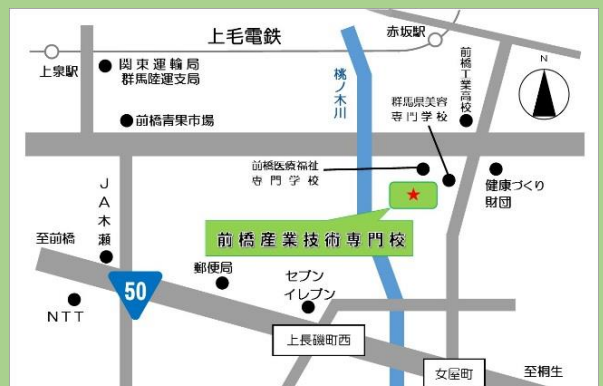 上毛電鉄
赤坂駅
上泉駅
関東運輸局
群馬陸運支局
前橋工業高校
N
桃ノ木川
群馬県美容
専門学校
前橋青果市場
前橋医療福祉
専門学校
健康づくり
財団
JA木瀬
前橋産業技術専門校
至前橋
50
郵便局
セブン
イレブン
NTT
上長磯町西
女屋町
至桐生